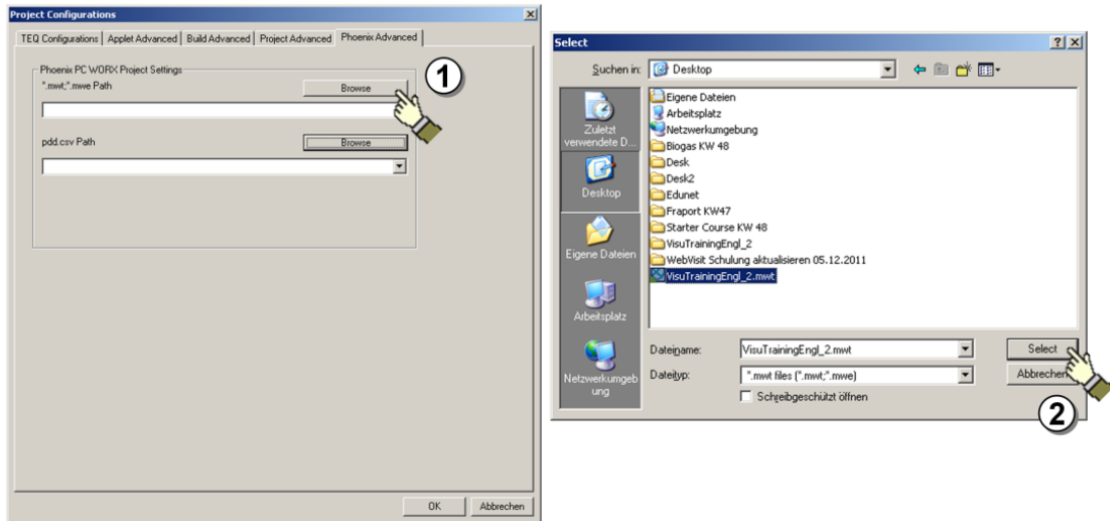 Project Configurations
TEQ Configurations | Applet Advanced | Build Advanced | Project Advanced | Phoenix Advanced
Phoenix PC WORX Project Settings
*.mwt;*.mwe Path
Browse
1
pdd.csv Path
Browse
OK
Abbrechen
Select
Suchen in:
Desktop
Zuletzt
verwendete D...
Desktop
Eigene Dateien
Arbeitsplatz
Netzwerkumgeb
ung
Eigene Dateien
Arbeitsplatz
Netzwerkumgebung
Biogas KW 48
Desk
Desk2
Edunet
Fraport KW47
Starter Course KW 48
VisuTrainingEngl_2
WebVisit Schulung aktualisieren 05.12.2011
VisuTrainingEngl_2.mwt
Dateiname:
VisuTrainingEngl_2.mwt
Select
Dateityp:
*.mwt files (*.mwt;*.mwe)
Abbrechen
Schreibgeschützt öffnen
2